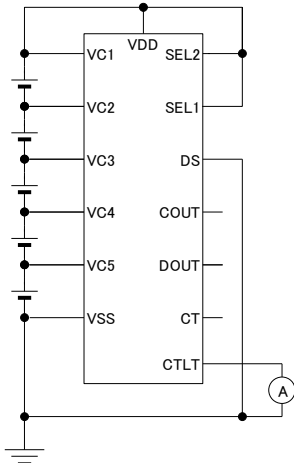 VDD
VC1
SEL2
VC2
SEL1
VC3
DS
VC4
COUT
VC5
DOUT
VSS
CT
CTLT
A